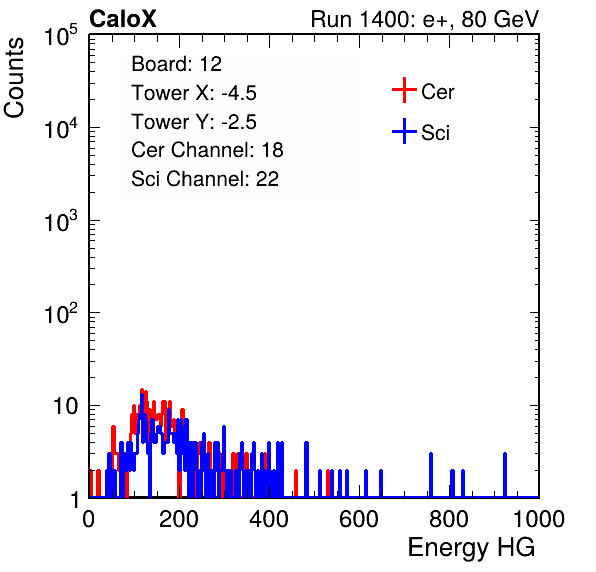 CaloX Run 1400: e+, 80 GeV
Counts
Board: 12
Tower X: -4.5
Tower Y: -2.5
Cer Channel: 18
Sci Channel: 22
Cer
Sci
10^5
10^4
10^3
10^2
10
1
0 200 400 600 800 1000
Energy HG